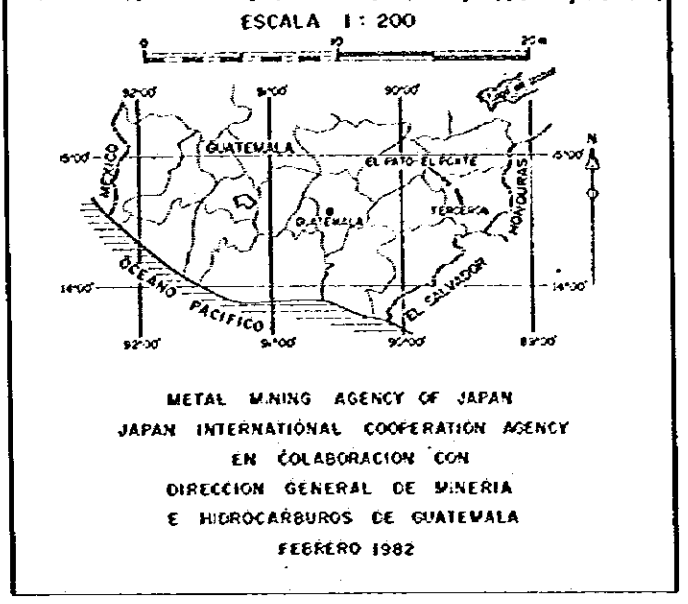 ESCALA 1 : 200
0 10 20 m
92°00' 91°00' 90°00'
15°00' 15°00'
MEXICO
GUATEMALA
EL PATO-EL POXTE
HONDURAS
N
GUATEMALA
TERCEROA
14°00' 14°00'
OCEANO PACIFICO
EL SALVADOR
92°00' 91°00' 90°00' 89°00'
METAL MINING AGENCY OF JAPAN
JAPAN INTERNATIONAL COOPERATION AGENCY
EN COLABORACION CON
DIRECCION GENERAL DE MINERIA
E HIDROCARBUROS DE GUATEMALA
FEBRERO 1982